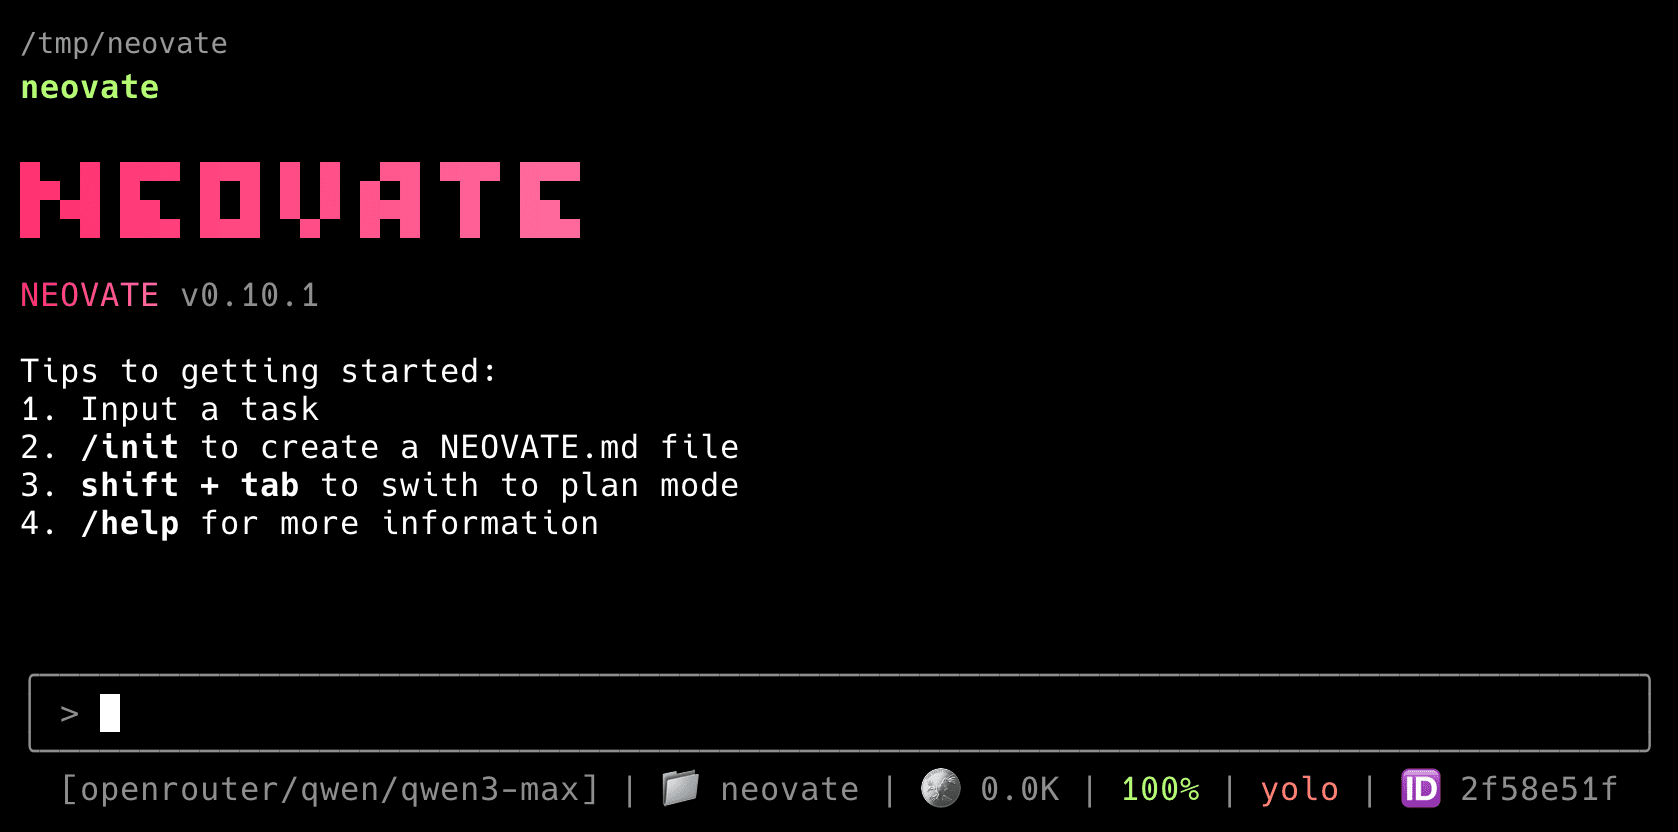 /tmp/neovate
neovate
NEOVATE
NEOVATE v0.10.1
Tips to getting started:
1. Input a task
2. /init to create a NEOVATE.md file
3. shift + tab to swith to plan mode
4. /help for more information
>
[openrouter/qwen/qwen3-max] | 📁 neovate | 🪙 0.0K | 100% | yolo | 🆔 2f58e51f